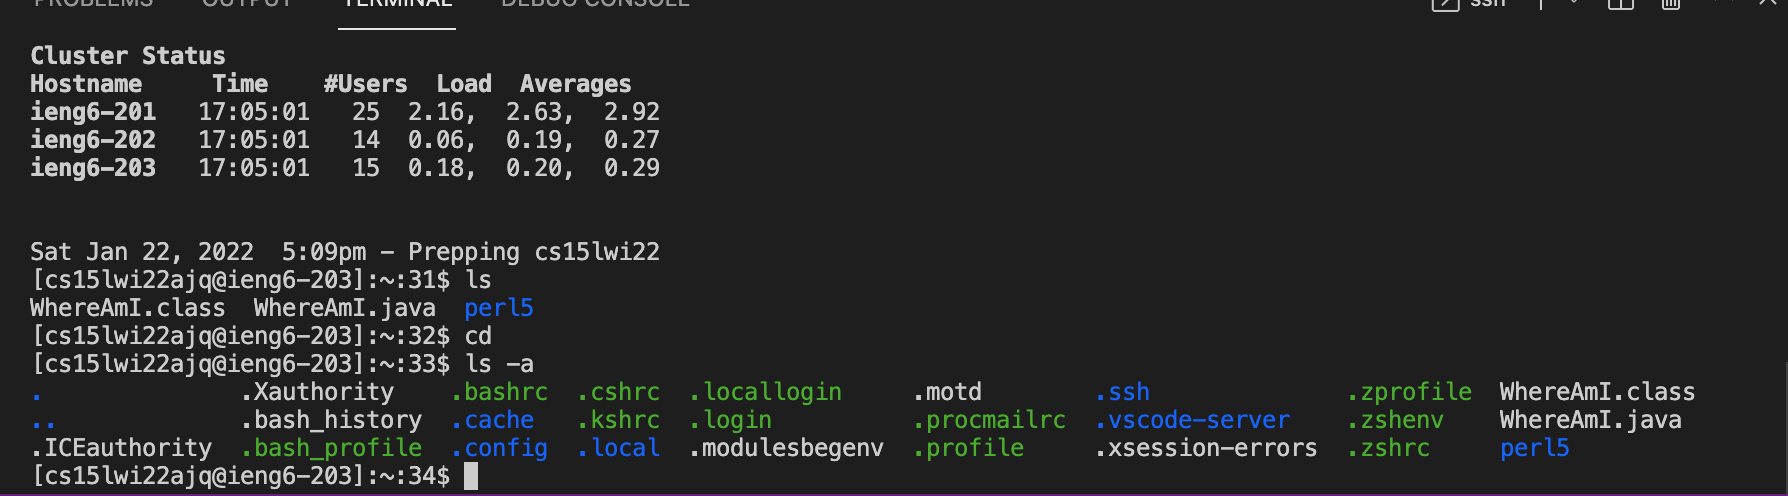 PROBLEMS OUTPUT TERMINAL DEBUG CONSOLE ssh
Cluster Status
Hostname     Time    #Users  Load  Averages
ieng6-201   17:05:01   25  2.16,  2.63,  2.92
ieng6-202   17:05:01   14  0.06,  0.19,  0.27
ieng6-203   17:05:01   15  0.18,  0.20,  0.29
Sat Jan 22, 2022  5:09pm - Prepping cs15lwi22
[cs15lwi22ajq@ieng6-203]:~:31$ ls
WhereAmI.class  WhereAmI.java  perl5
[cs15lwi22ajq@ieng6-203]:~:32$ cd
[cs15lwi22ajq@ieng6-203]:~:33$ ls -a
.  .Xauthority  .bashrc  .cshrc  .locallogin  .motd  .ssh  .zprofile  WhereAmI.class
..  .bash_history  .cache  .kshrc  .login  .procmailrc  .vscode-server  .zshenv  WhereAmI.java
.ICEauthority  .bash_profile  .config  .local  .modulesbegenv  .profile  .xsession-errors  .zshrc  perl5
[cs15lwi22ajq@ieng6-203]:~:34$